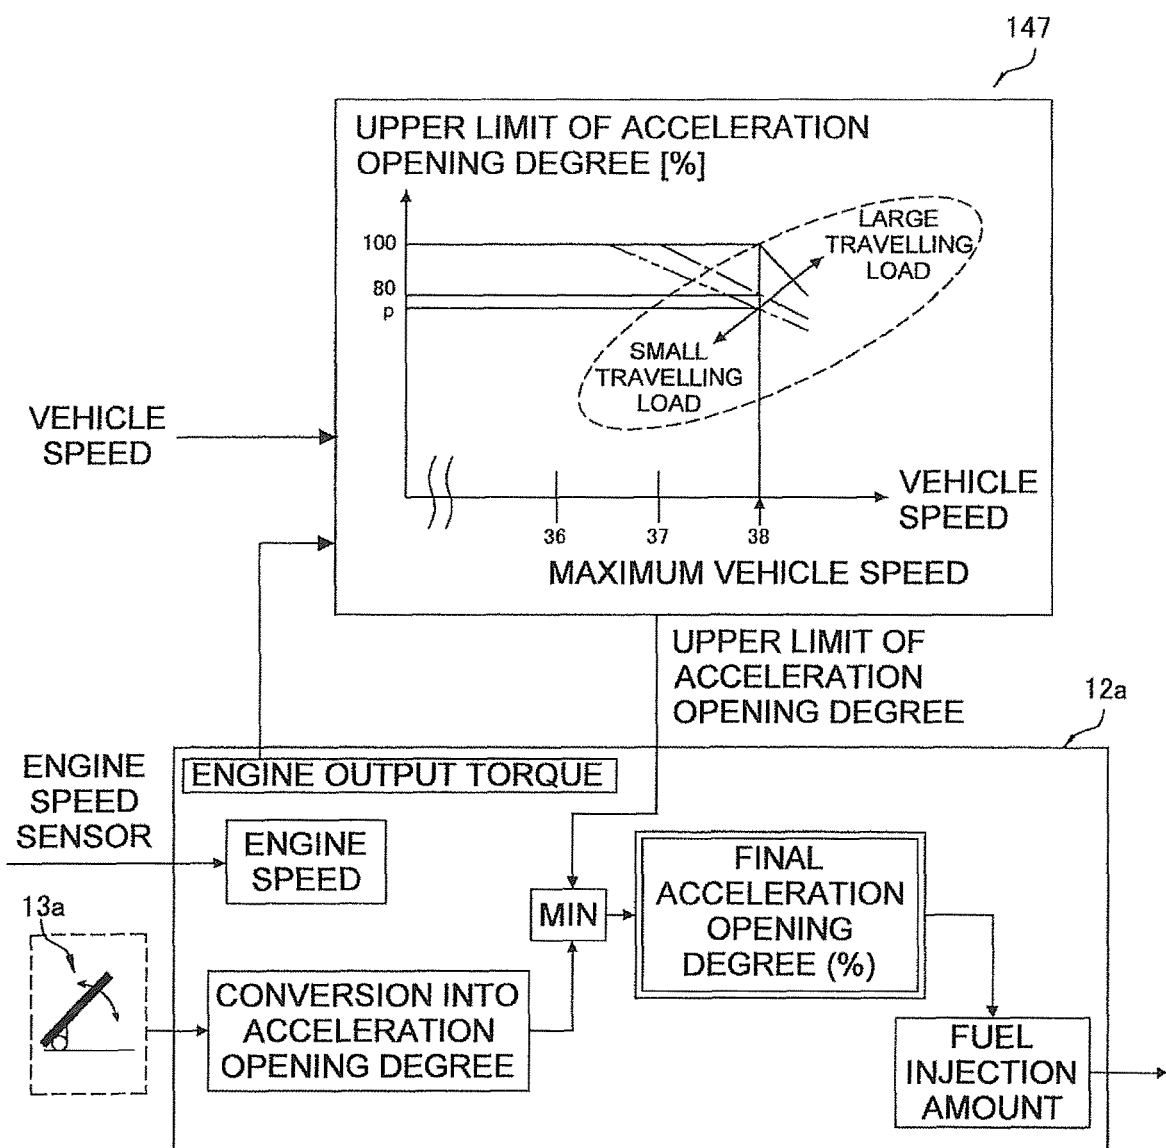 147
UPPER LIMIT OF ACCELERATION
OPENING DEGREE [%]
100
80
p
LARGE
TRAVELLING
LOAD
SMALL
TRAVELLING
LOAD
VEHICLE
SPEED
VEHICLE
SPEED
36
37
38
MAXIMUM VEHICLE SPEED
UPPER LIMIT OF
ACCELERATION
OPENING DEGREE
12a
ENGINE
SPEED
SENSOR
ENGINE OUTPUT TORQUE
ENGINE
SPEED
13a
MIN
FINAL
ACCELERATION
OPENING
DEGREE (%)
CONVERSION INTO
ACCELERATION
OPENING DEGREE
FUEL
INJECTION
AMOUNT